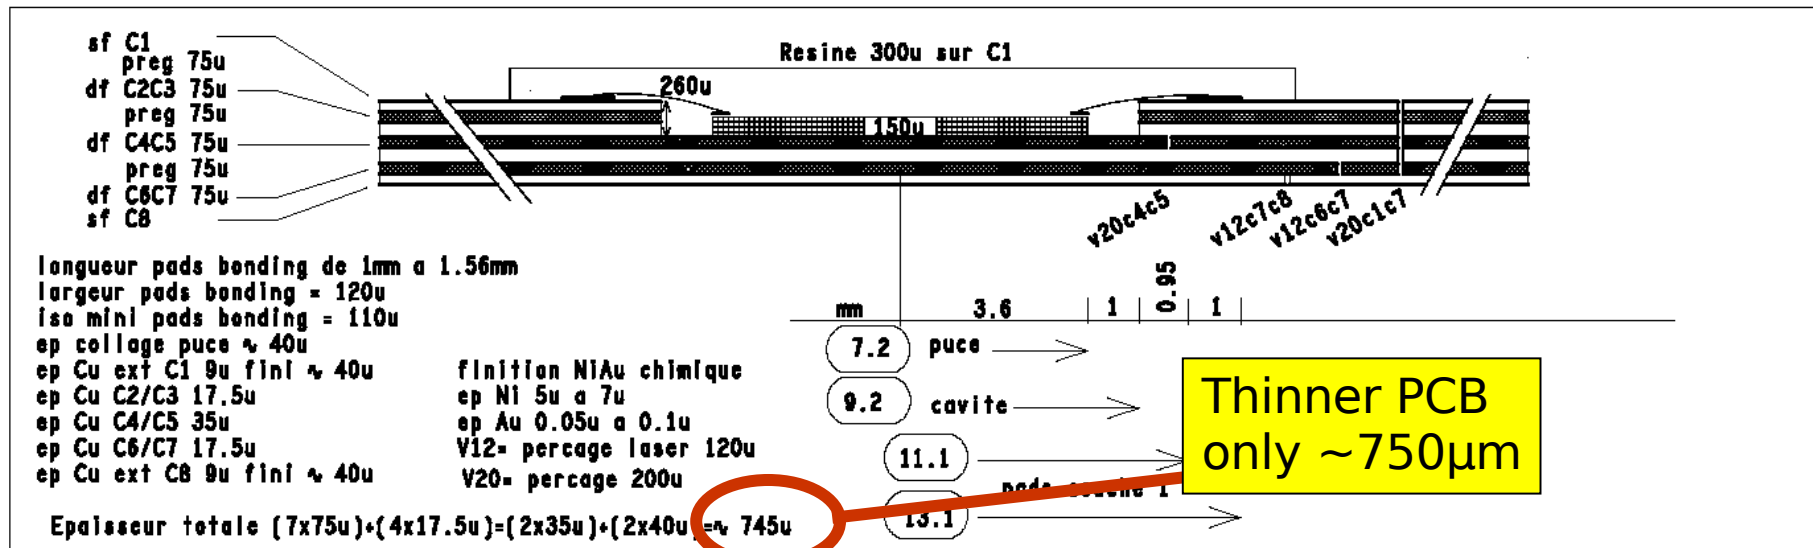 sf C1
preg 75u
df C2C3 75u
preg 75u
df C4C5 75u
preg 75u
df C6C7 75u
sf C8
Resine 300u sur C1
260u
150u
v20c4c5
v12c7c8
v12c6c7
v20c1c7
longueur pads bonding de 1mm a 1.56mm
largeur pads bonding = 120u
iso mini pads bonding = 110u
ep collage puce ~ 40u
ep Cu ext C1 9u fini ~ 40u
ep Cu C2/C3 17.5u
ep Cu C4/C5 35u
ep Cu C6/C7 17.5u
ep Cu ext C8 9u fini ~ 40u
finition NiAu chimique
ep Ni 5u a 7u
ep Au 0.05u a 0.1u
V12= percage laser 120u
V20= percage 200u
Epaisseur totale (7x75u)+(4x17.5u)=(2x35u)+(2x40u)=~ 745u
mm 3.6 1 0.95 1
7.2 puce
9.2 cavite
11.1
pads couche 1
13.1
Thinner PCB
only ~750µm